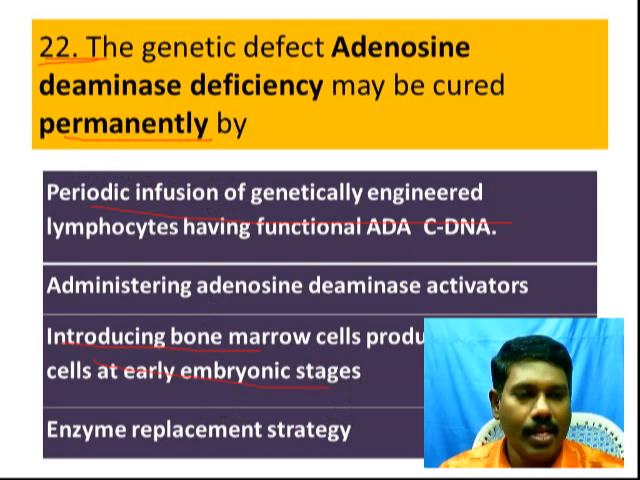 22. The genetic defect Adenosine
deaminase deficiency may be cured
permanently by
Periodic infusion of genetically engineered
lymphocytes having functional ADA C-DNA.
Administering adenosine deaminase activators
Introducing bone marrow cells produ
cells at early embryonic stages
Enzyme replacement strategy